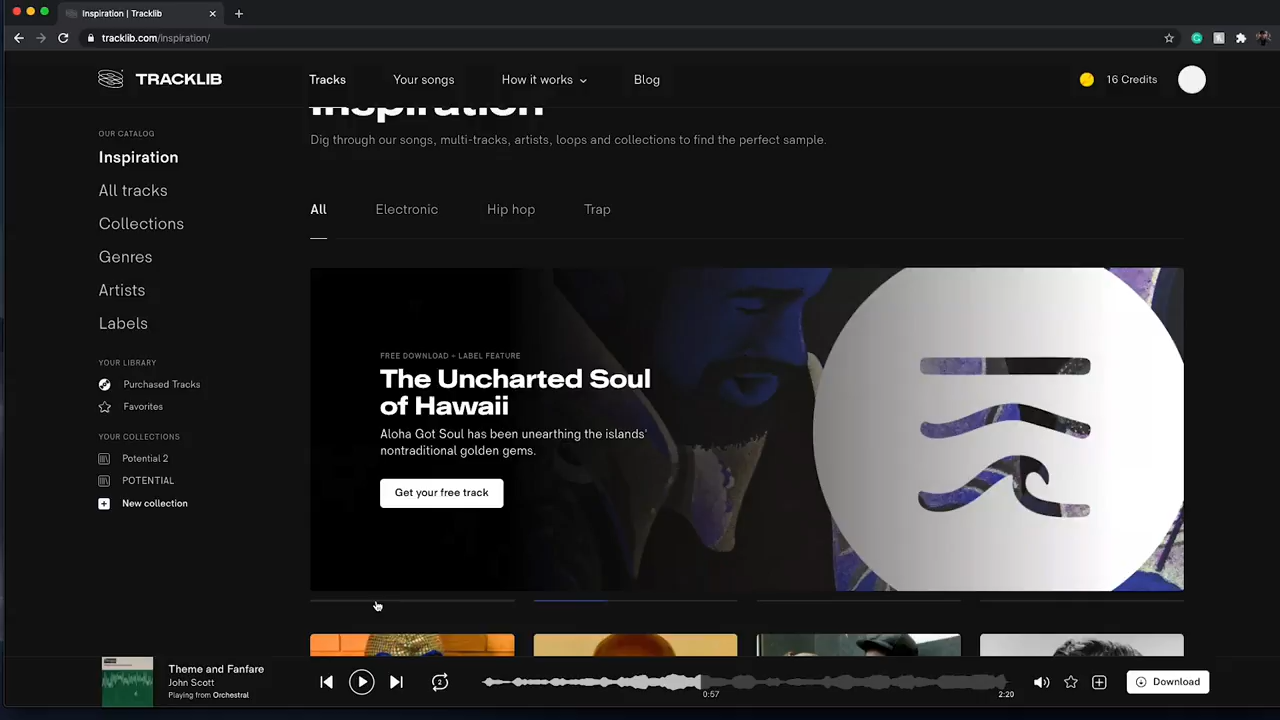 Inspiration | Tracklib
tracklib.com/inspiration/
TRACKLIB
Tracks
Your songs
How it works
Blog
16 Credits
OUR CATALOG
Inspiration
All tracks
Collections
Genres
Artists
Labels
YOUR LIBRARY
Purchased Tracks
Favorites
YOUR COLLECTIONS
Potential 2
POTENTIAL
New collection
Inspiration
Dig through our songs, multi-tracks, artists, loops and collections to find the perfect sample.
All
Electronic
Hip hop
Trap
FREE DOWNLOAD + LABEL FEATURE
The Uncharted Soul
of Hawaii
Aloha Got Soul has been unearthing the islands'
nontraditional golden gems.
Get your free track
Theme and Fanfare
John Scott
Playing from Orchestral
0:57
2:20
Download